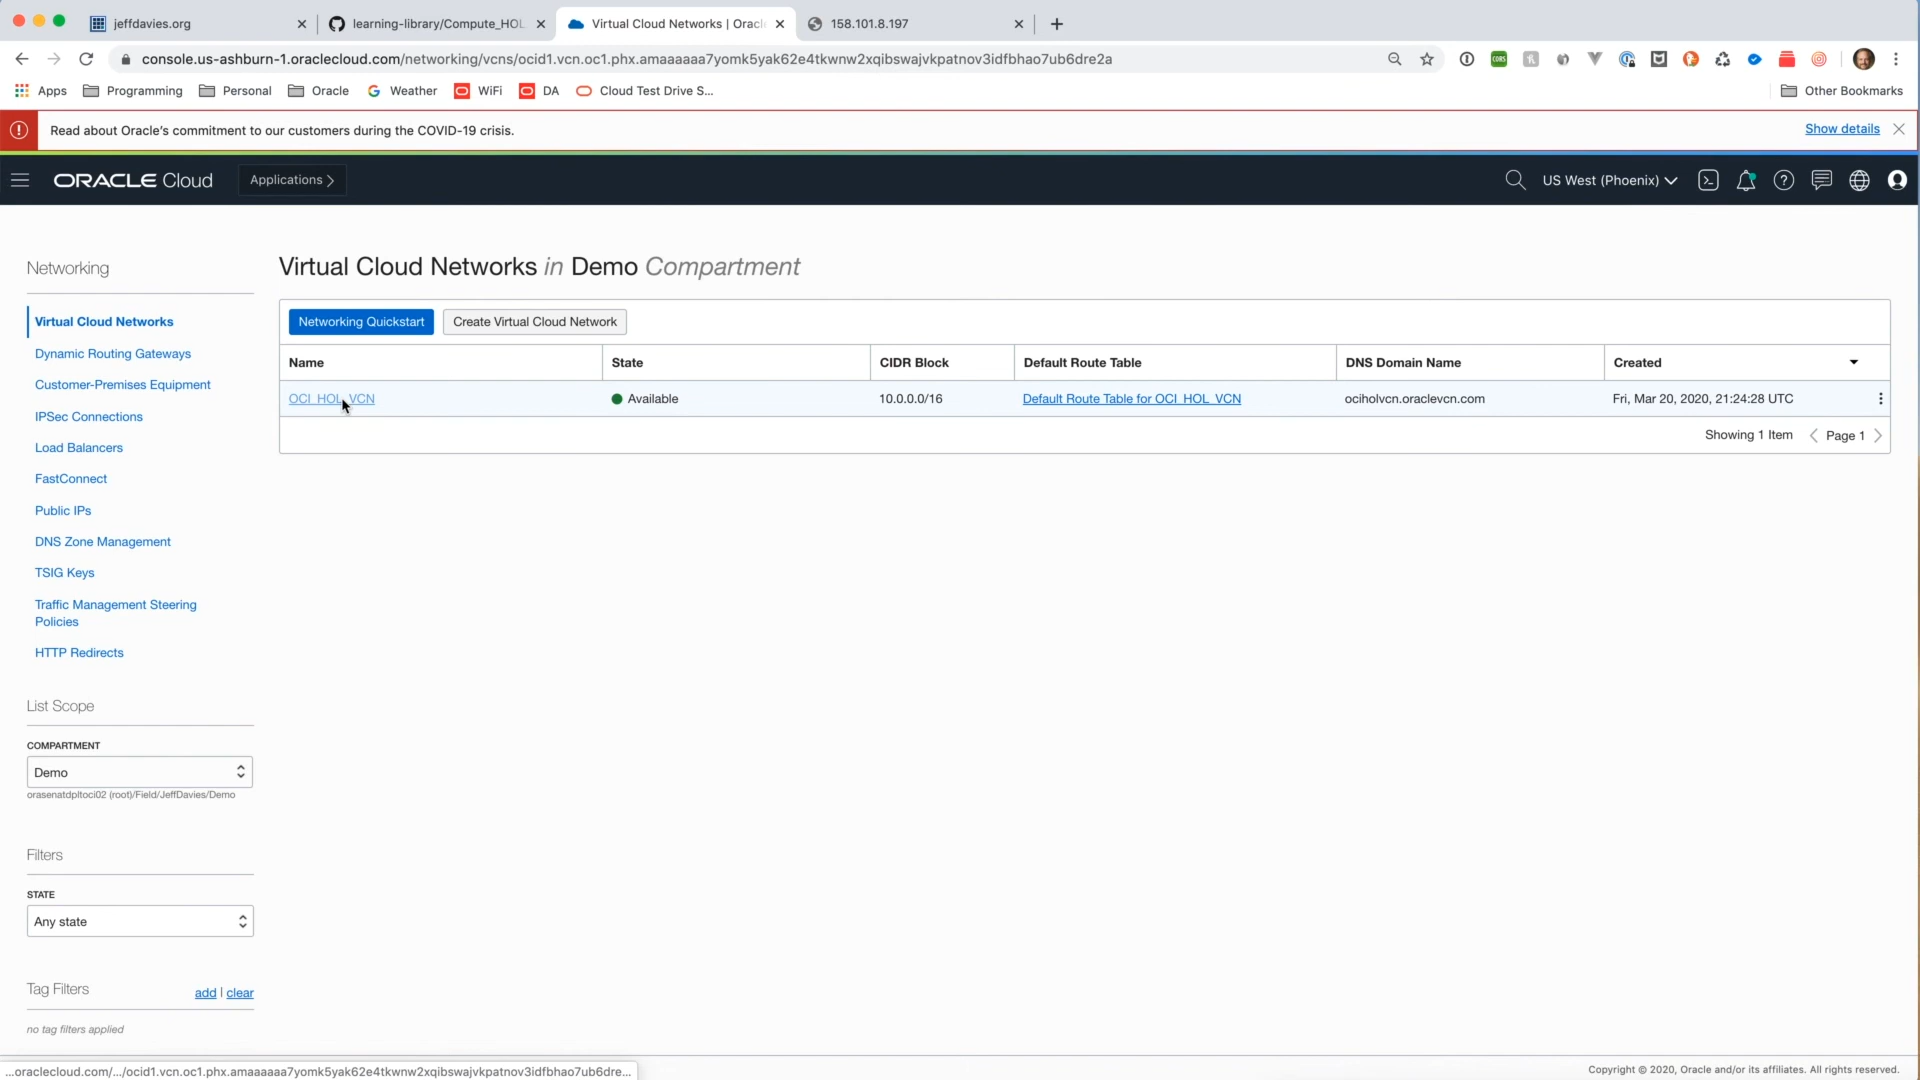 jeffdavies.org
learning-library/Compute_HOL
Virtual Cloud Networks | Oracle
158.101.8.197
console.us-ashburn-1.oraclecloud.com/networking/vcns/ocid1.vcn.oc1.phx.amaaaaaa7yomk5yak62e4tkwnw2xqibswajvkpatnov3idfbhao7ub6dre2a
CORS
Apps
Programming
Personal
Oracle
Weather
WiFi
DA
Cloud Test Drive S...
Other Bookmarks
Read about Oracle's commitment to our customers during the COVID-19 crisis.
Show details
ORACLE Cloud
Applications
US West (Phoenix)
Networking
Virtual Cloud Networks
Dynamic Routing Gateways
Customer-Premises Equipment
IPSec Connections
Load Balancers
FastConnect
Public IPs
DNS Zone Management
TSIG Keys
Traffic Management Steering
Policies
HTTP Redirects
List Scope
COMPARTMENT
Demo
orasenatdpltoci02 (root)/Field/JeffDavies/Demo
Filters
STATE
Any state
Tag Filters
add | clear
no tag filters applied
Virtual Cloud Networks in Demo Compartment
Networking Quickstart
Create Virtual Cloud Network
Name
State
CIDR Block
Default Route Table
DNS Domain Name
Created
OCI_HOL_VCN
Available
10.0.0.0/16
Default Route Table for OCI_HOL_VCN
ociholvcn.oraclevcn.com
Fri, Mar 20, 2020, 21:24:28 UTC
Showing 1 Item
Page 1
...oraclecloud.com/.../ocid1.vcn.oc1.phx.amaaaaaa7yomk5yak62e4tkwnw2xqibswajvkpatnov3idfbhao7ub6dre...
Copyright © 2020, Oracle and/or its affiliates. All rights reserved.